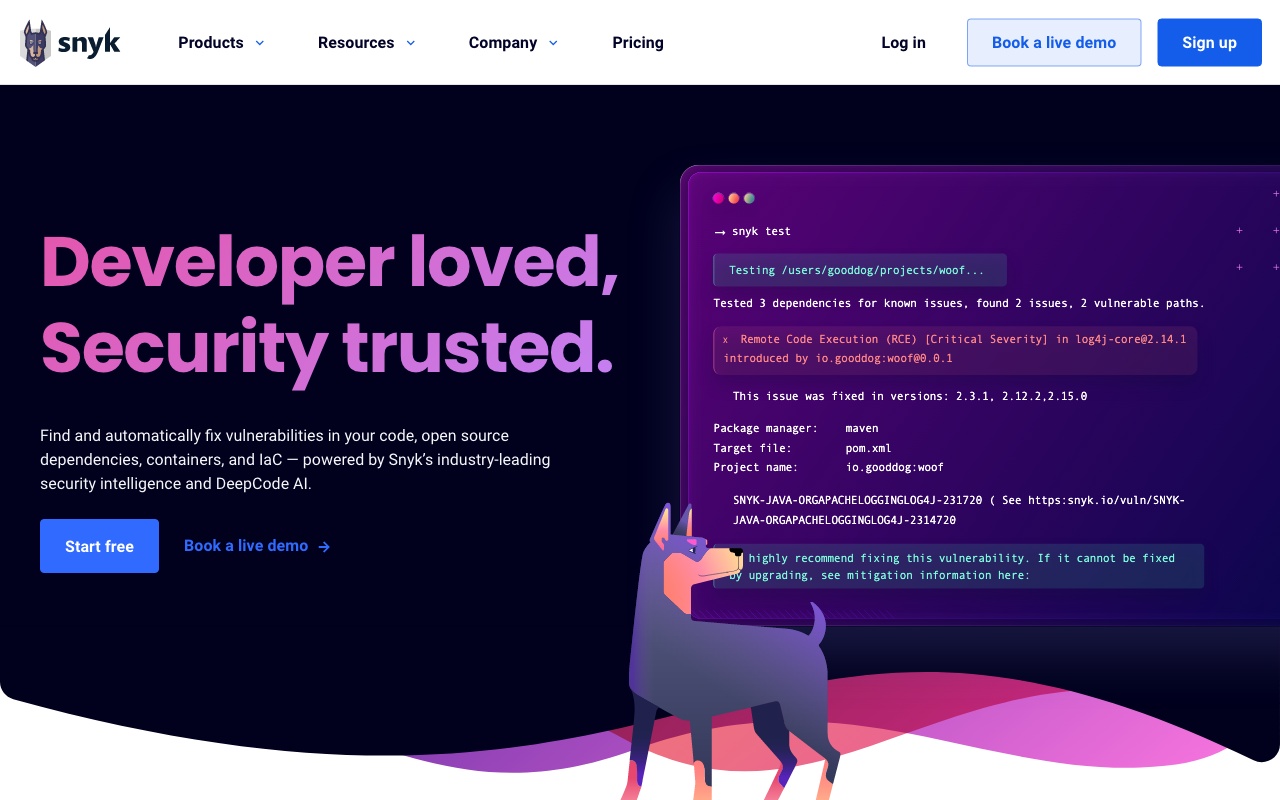 snyk
Products
Resources
Company
Pricing
Log in
Book a live demo
Sign up
Developer loved,
Security trusted.
Find and automatically fix vulnerabilities in your code, open source
dependencies, containers, and IaC — powered by Snyk’s industry-leading
security intelligence and DeepCode AI.
Start free
Book a live demo →
→ snyk test
Testing /users/gooddog/projects/woof...
Tested 3 dependencies for known issues, found 2 issues, 2 vulnerable paths.
x Remote Code Execution (RCE) [Critical Severity] in log4j-core@2.14.1
introduced by io.gooddog:woof@0.0.1
This issue was fixed in versions: 2.3.1, 2.12.2,2.15.0
Package manager: maven
Target file: pom.xml
Project name: io.gooddog:woof
SNYK-JAVA-ORGAPACHELOGGINGLOG4J-231720 ( See https:snyk.io/vuln/SNYK-
JAVA-ORGAPACHELOGGINGLOG4J-2314720
highly recommend fixing this vulnerability. If it cannot be fixed
by upgrading, see mitigation information here: